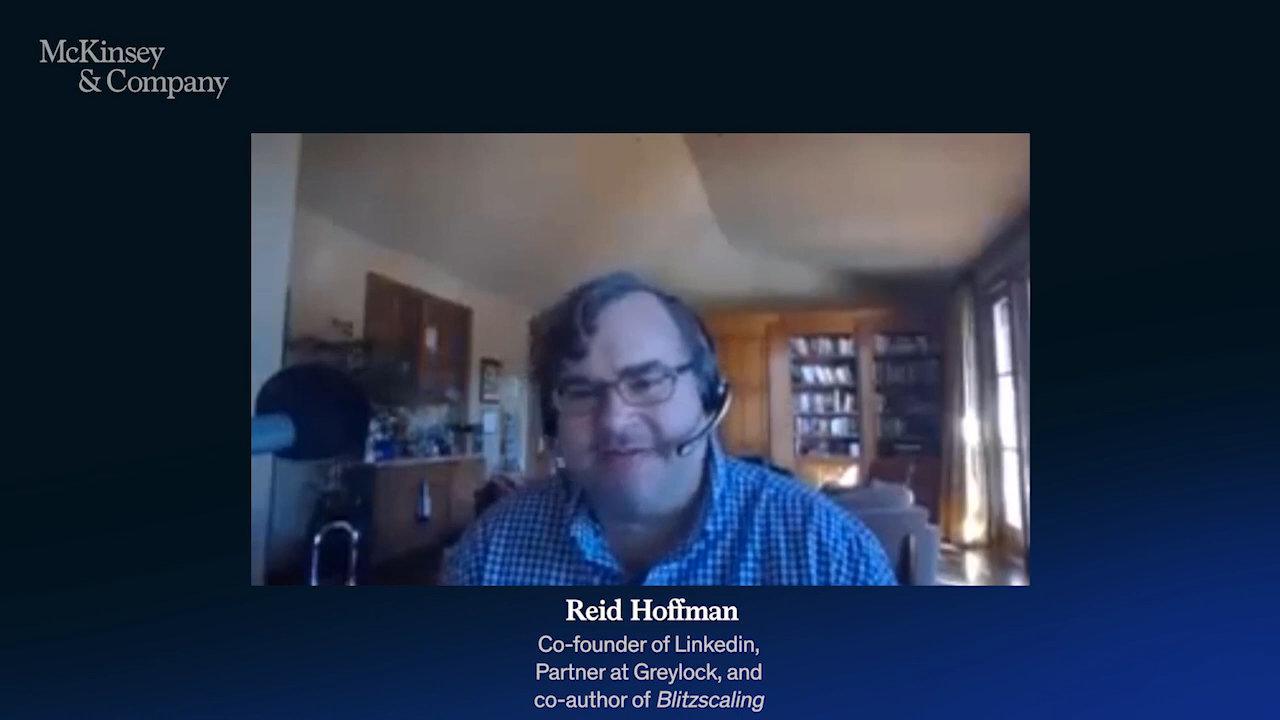 McKinsey
& Company
Reid Hoffman
Co-founder of Linkedin,
Partner at Greylock, and
co-author of Blitzscaling